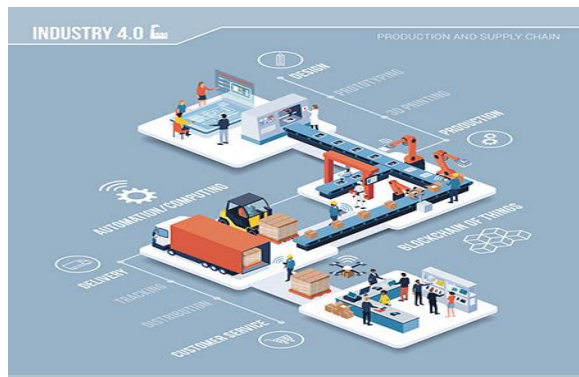 INDUSTRY 4.0
PRODUCTION AND SUPPLY CHAIN
DESIGN
PROTOTYPING
3D PRINTING
PRODUCTION
AUTOMATION/COMPUTING
BLOCKCHAIN OF THINGS
DELIVERY
TRACKING
DISTRIBUTION
CUSTOMER SERVICE